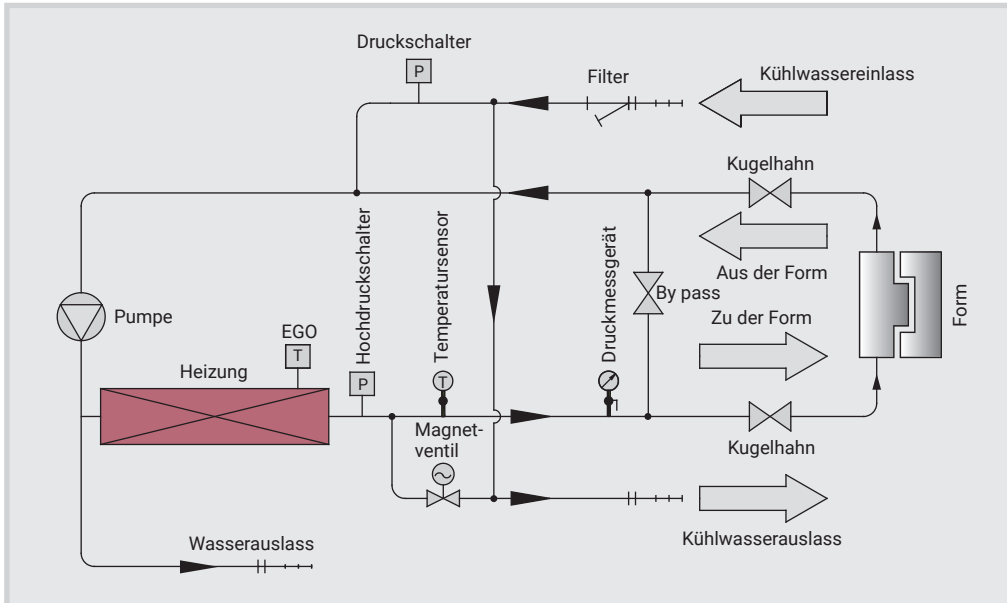 Druckschalter
P
Filter
Kühlwassereinlass
Kugelhahn
Aus der Form
By pass
Zu der Form
Form
Pumpe
EGO
T
Heizung
Hochdruckschalter
P
Temperatursensor
T
Druckmessgerät
Magnet-
ventil
Kugelhahn
Kühlwasserauslass
Wasserauslass